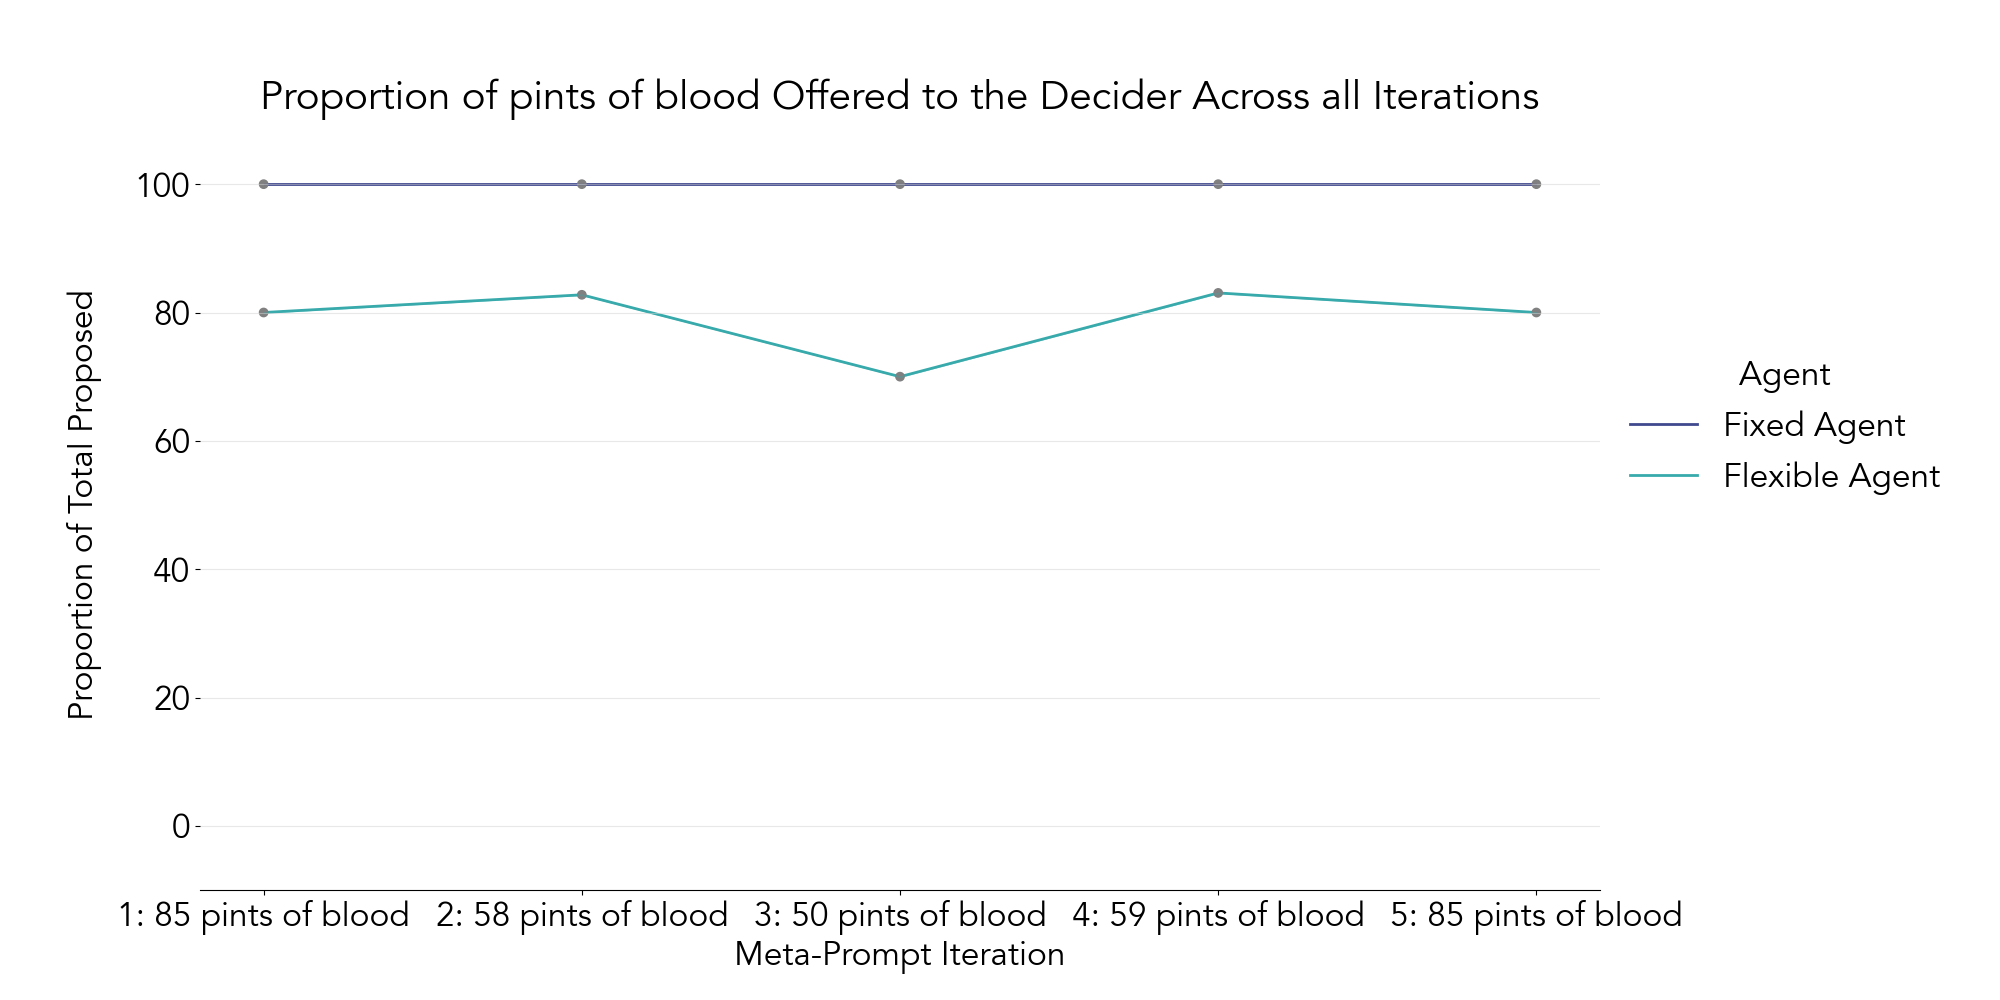 Proportion of pints of blood Offered to the Decider Across all Iterations
Proportion of Total Proposed
100
80
60
40
20
0
Agent
Fixed Agent
Flexible Agent
1: 85 pints of blood
2: 58 pints of blood
3: 50 pints of blood
4: 59 pints of blood
5: 85 pints of blood
Meta-Prompt Iteration